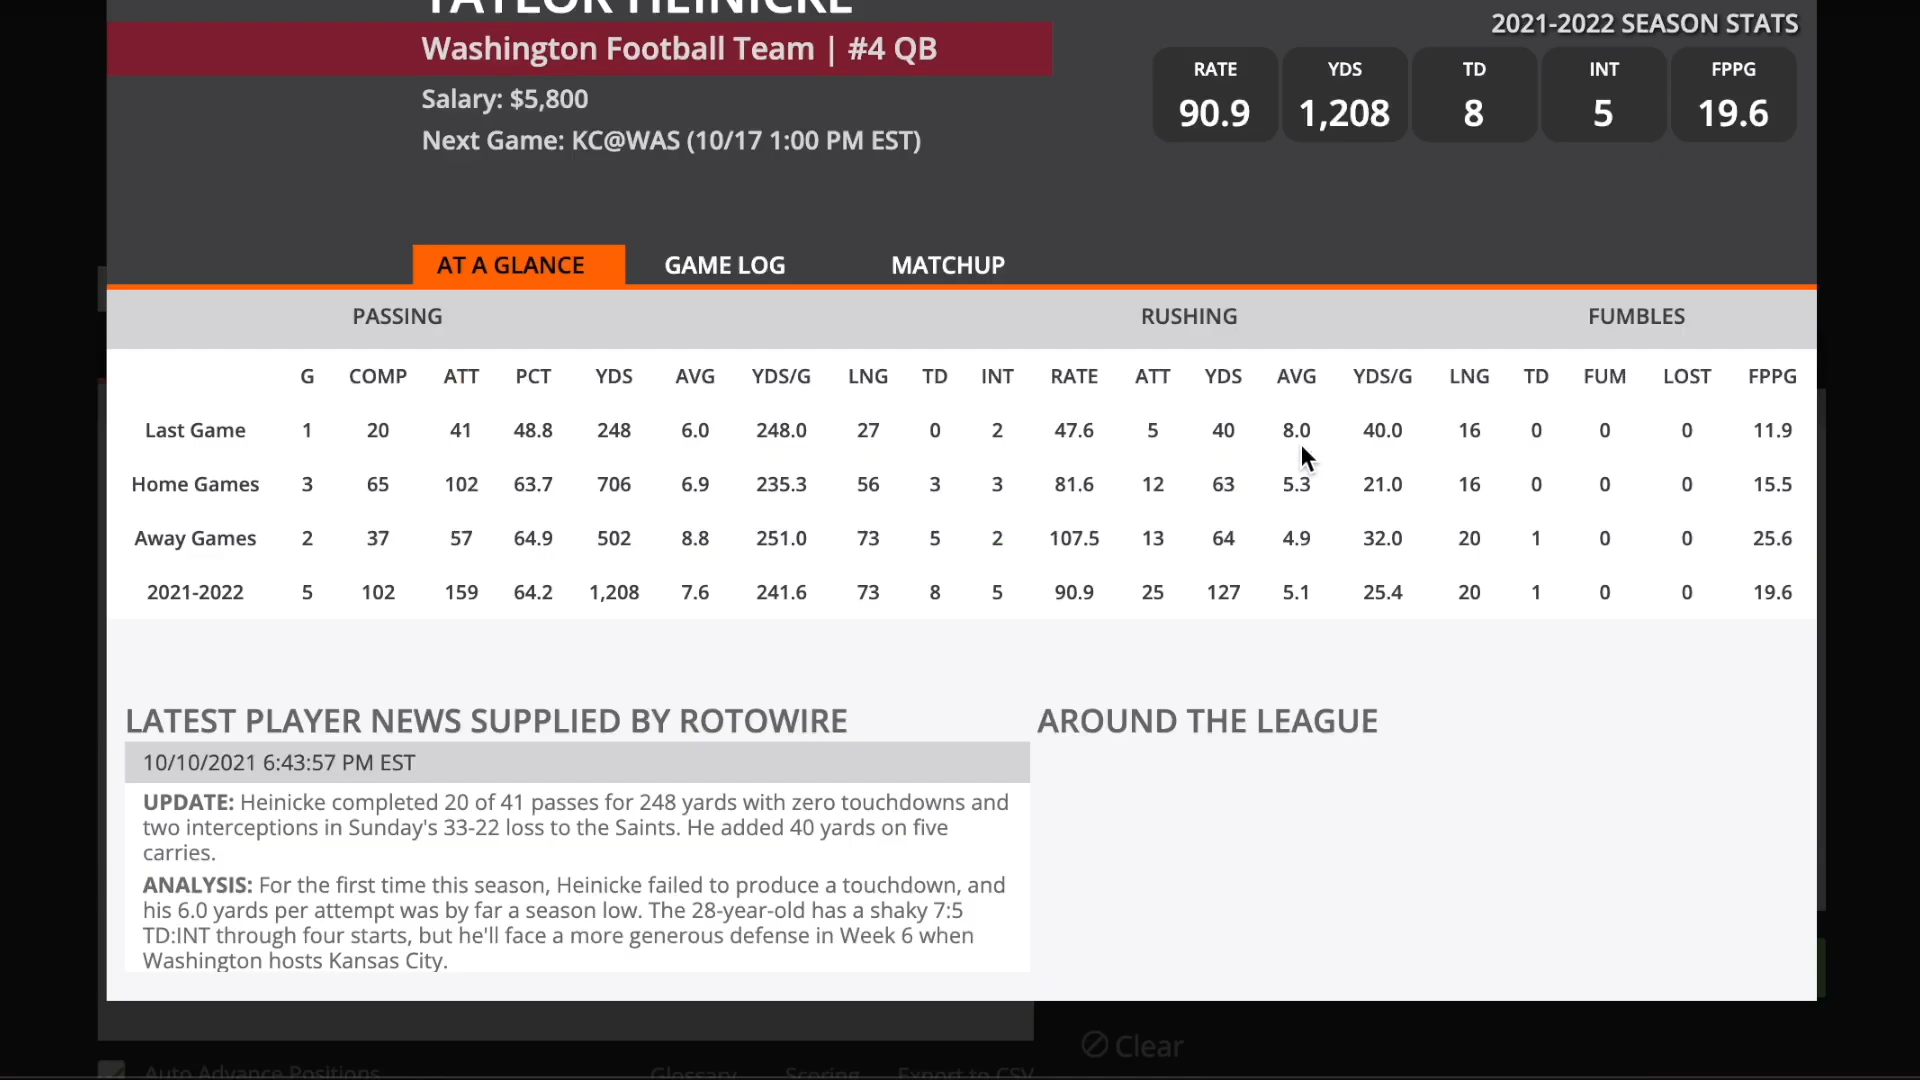 TAYLOR HEINICKE
Washington Football Team | #4 QB
Salary: $5,800
Next Game: KC@WAS (10/17 1:00 PM EST)
2021-2022 SEASON STATS
RATE YDS TD INT FPPG
90.9 1,208 8 5 19.6
AT A GLANCE GAME LOG MATCHUP
PASSING RUSHING FUMBLES
G COMP ATT PCT YDS AVG YDS/G LNG TD INT RATE ATT YDS AVG YDS/G LNG TD FUM LOST FPPG
Last Game 1 20 41 48.8 248 6.0 248.0 27 0 2 47.6 5 40 8.0 40.0 16 0 0 0 11.9
Home Games 3 65 102 63.7 706 6.9 235.3 56 3 3 81.6 12 63 5.3 21.0 16 0 0 0 15.5
Away Games 2 37 57 64.9 502 8.8 251.0 73 5 2 107.5 13 64 4.9 32.0 20 1 0 0 25.6
2021-2022 5 102 159 64.2 1,208 7.6 241.6 73 8 5 90.9 25 127 5.1 25.4 20 1 0 0 19.6
LATEST PLAYER NEWS SUPPLIED BY ROTOWIRE
10/10/2021 6:43:57 PM EST
UPDATE: Heinicke completed 20 of 41 passes for 248 yards with zero touchdowns and
two interceptions in Sunday's 33-22 loss to the Saints. He added 40 yards on five
carries.
ANALYSIS: For the first time this season, Heinicke failed to produce a touchdown, and
his 6.0 yards per attempt was by far a season low. The 28-year-old has a shaky 7:5
TD:INT through four starts, but he'll face a more generous defense in Week 6 when
Washington hosts Kansas City.
AROUND THE LEAGUE
Clear
Auto Advance Positions Glossary Scoring Export to CSV